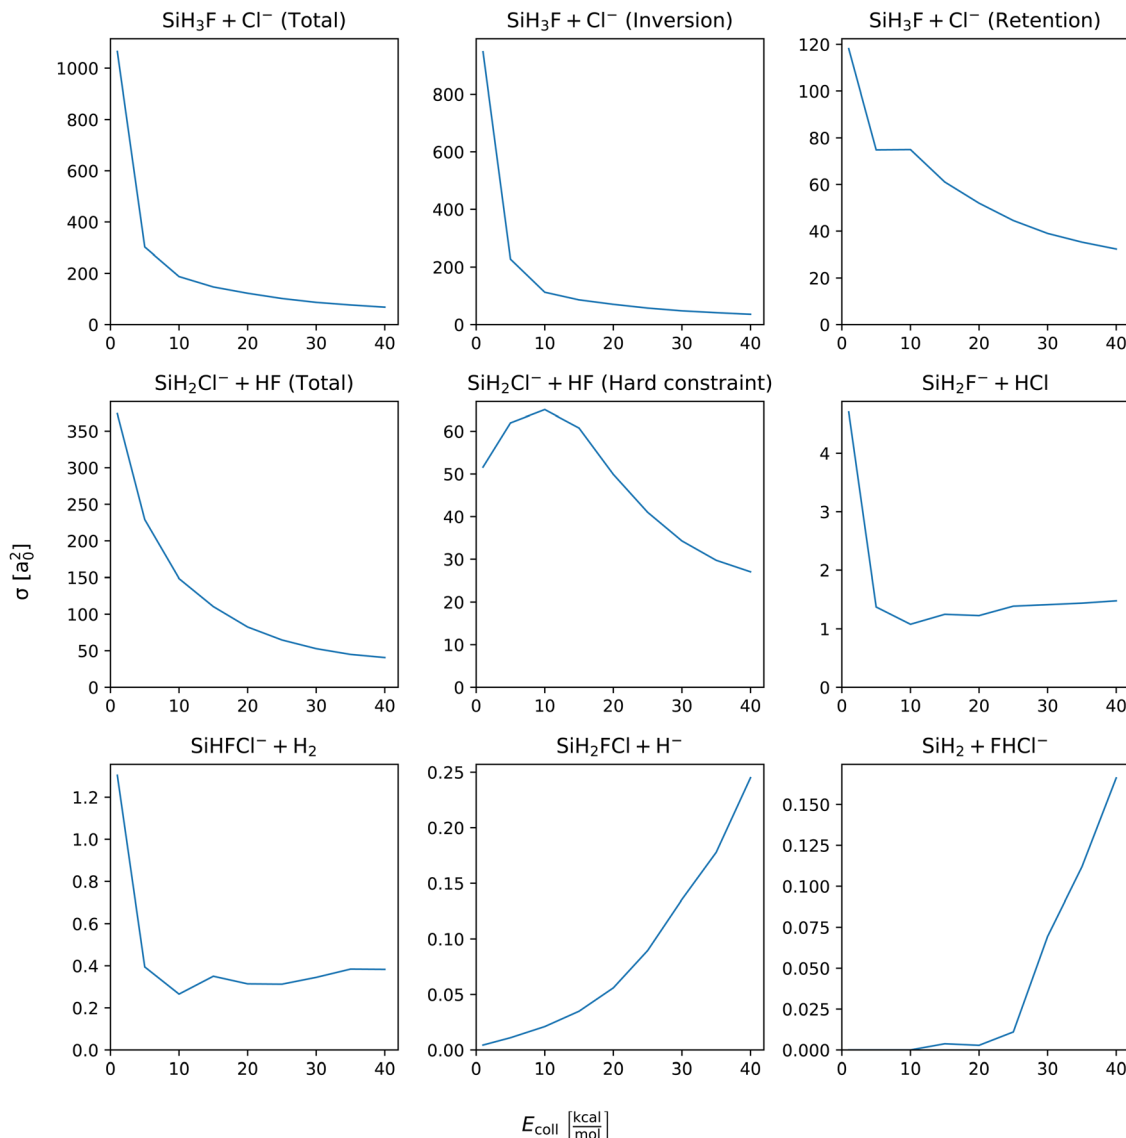 SiH₃F + Cl⁻ (Total)
SiH₃F + Cl⁻ (Inversion)
SiH₃F + Cl⁻ (Retention)
1000
800
600
400
200
0
0 10 20 30 40
800
600
400
200
0
0 10 20 30 40
120
100
80
60
40
20
0
0 10 20 30 40
SiH₂Cl⁻ + HF (Total)
SiH₂Cl⁻ + HF (Hard constraint)
SiH₂F⁻ + HCl
350
300
250
200
150
100
50
0
0 10 20 30 40
60
50
40
30
20
10
0
0 10 20 30 40
4
3
2
1
0
0 10 20 30 40
σ [a₀²]
SiHFCl⁻ + H₂
SiH₂FCl + H⁻
SiH₂ + FHCl⁻
1.2
1.0
0.8
0.6
0.4
0.2
0.0
0 10 20 30 40
0.25
0.20
0.15
0.10
0.05
0.00
0 10 20 30 40
0.150
0.125
0.100
0.075
0.050
0.025
0.000
0 10 20 30 40
E_coll [kcal/mol]